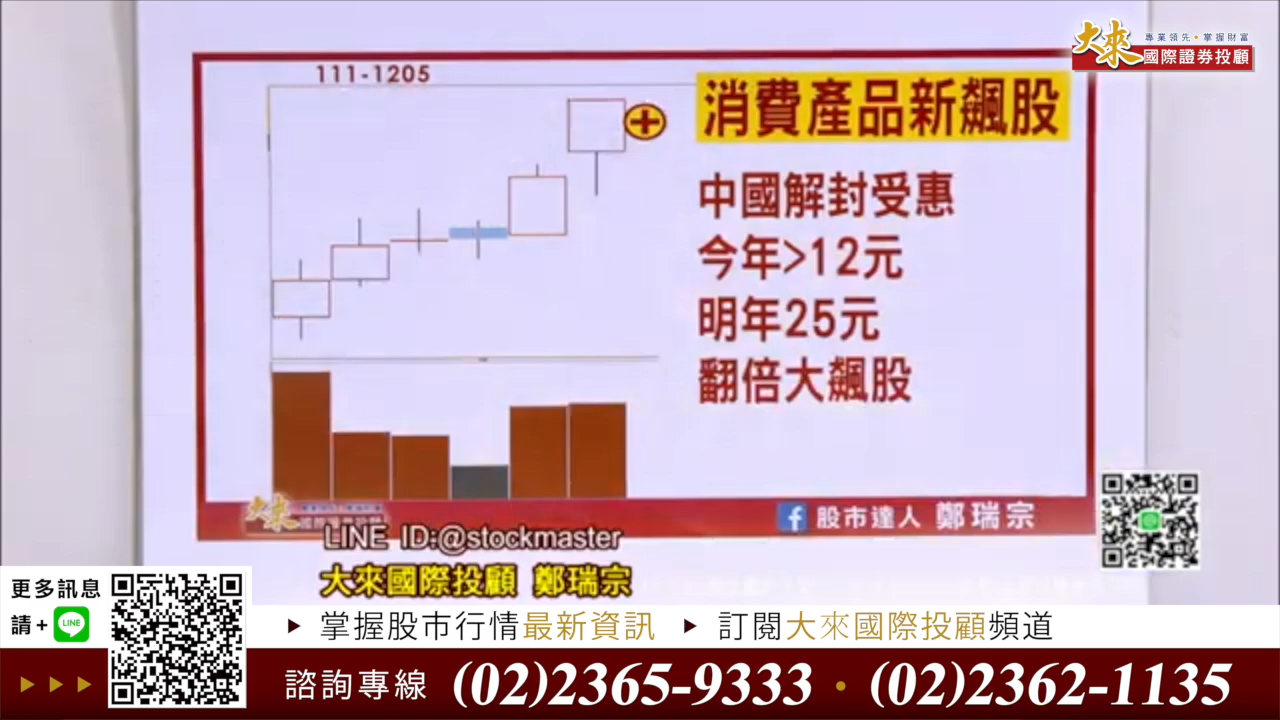 大來
專業領先•掌握財富
國際證券投顧
111-1205
消費產品新飆股
中國解封受惠
今年>12元
明年25元
翻倍大飆股
大來
f 股市達人 鄭瑞宗
LINE ID:@stockmaster
大來國際投顧 鄭瑞宗
更多訊息
請+ LINE
掌握股市行情最新資訊
訂閱大來國際投顧頻道
諮詢專線 (02)2365-9333•(02)2362-1135